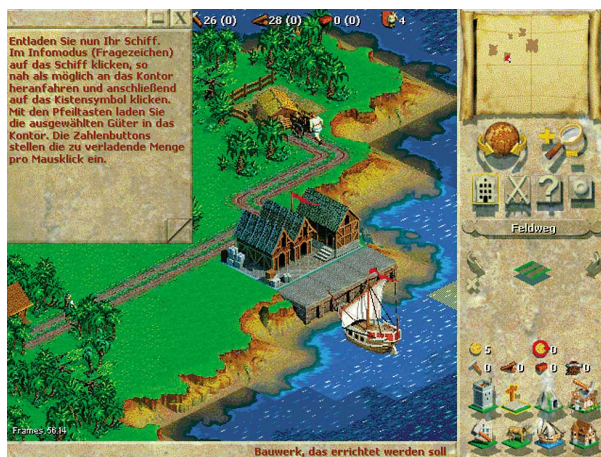 26 (0) 28 (0) 0 (0) 4
Entladen Sie nun Ihr Schiff.
Im Infomodus (Fragezeichen)
auf das Schiff klicken, so
nah als möglich an das Kontor
heranfahren und anschließend
auf das Kistensymbol klicken.
Mit den Pfeiltasten laden Sie
die ausgewählten Güter in das
Kontor. Die Zahlenbuttons
stellen die zu verladende Menge
pro Mausklick ein.
Feldweg
5 0
0 0 0 0
Frames, 56.14
Bauwerk, das errichtet werden soll